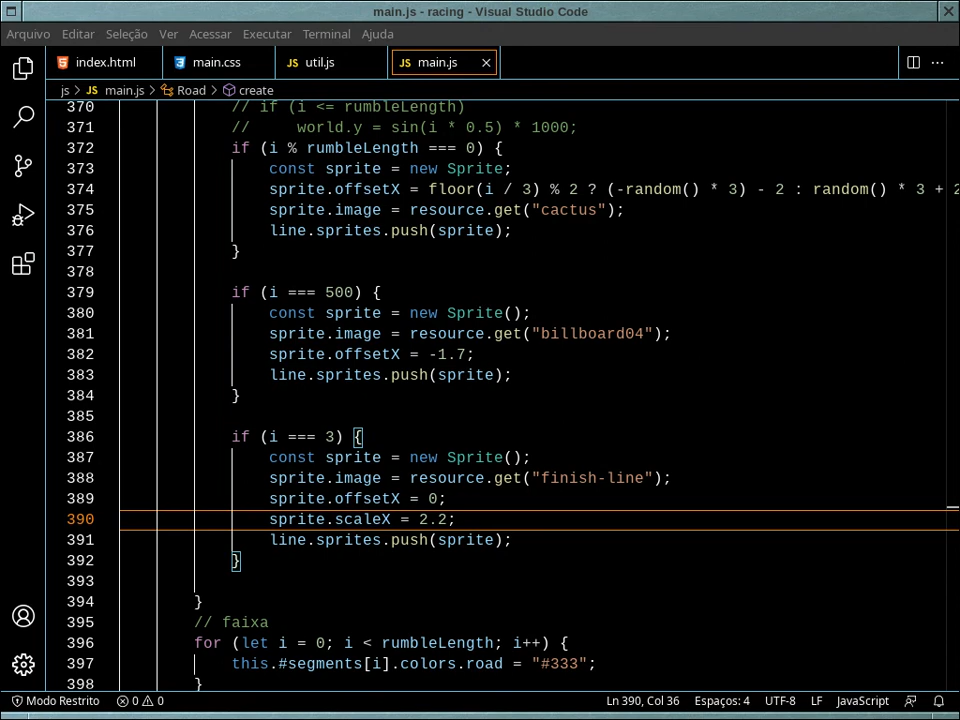 main.js - racing - Visual Studio Code
Arquivo Editar Seleção Ver Acessar Executar Terminal Ajuda
index.html main.css JS util.js JS main.js
js > JS main.js > Road > create
370 // if (i <= rumbleLength)
371 //     world.y = sin(i * 0.5) * 1000;
372 if (i % rumbleLength === 0) {
373     const sprite = new Sprite;
374     sprite.offsetX = floor(i / 3) % 2 ? (-random() * 3) - 2 : random() * 3 + 2
375     sprite.image = resource.get("cactus");
376     line.sprites.push(sprite);
377 }
378
379 if (i === 500) {
380     const sprite = new Sprite();
381     sprite.image = resource.get("billboard04");
382     sprite.offsetX = -1.7;
383     line.sprites.push(sprite);
384 }
385
386 if (i === 3) {
387     const sprite = new Sprite();
388     sprite.image = resource.get("finish-line");
389     sprite.offsetX = 0;
390     sprite.scaleX = 2.2;
391     line.sprites.push(sprite);
392 }
393
394 }
395 // faixa
396 for (let i = 0; i < rumbleLength; i++) {
397     this.#segments[i].colors.road = "#333";
398 }
Modo Restrito 0 0 Ln 390, Col 36 Espaços: 4 UTF-8 LF JavaScript